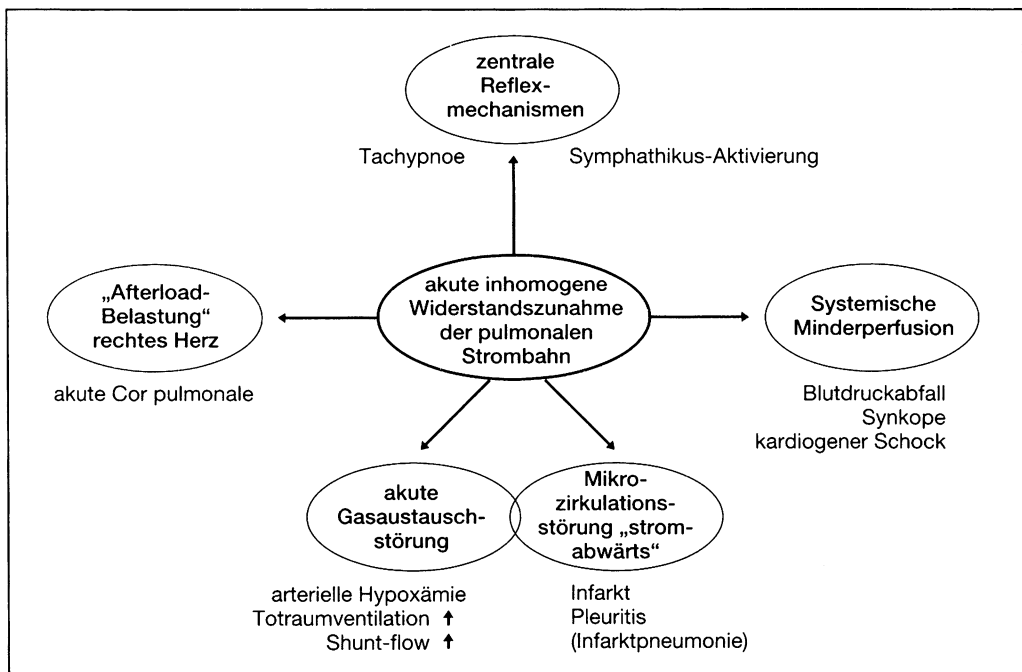 zentrale
Reflex-
mechanismen
Tachypnoe
Symphathikus-Aktivierung
„Afterload-
Belastung“
rechtes Herz
akute Cor pulmonale
akute inhomogene
Widerstandszunahme
der pulmonalen
Strombahn
Systemische
Minderperfusion
Blutdruckabfall
Synkope
kardiogener Schock
akute
Gasaustausch-
störung
arterielle Hypoxämie
Totraumventilation ↑
Shunt-flow ↑
Mikro-
zirkulations-
störung „strom-
abwärts“
Infarkt
Pleuritis
(Infarktpneumonie)